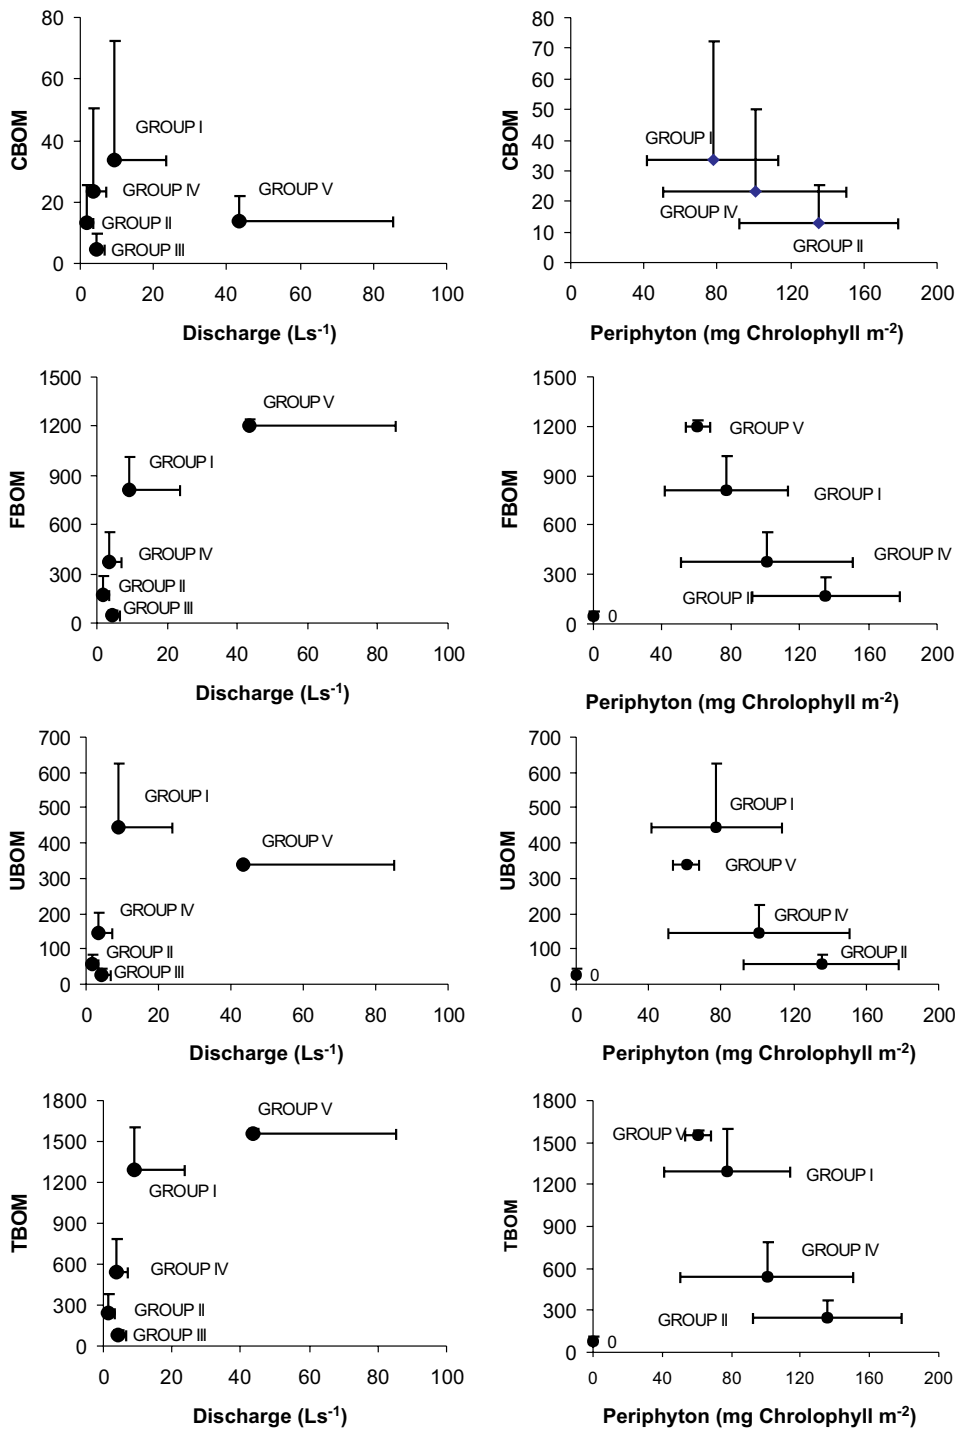 80
60
40
20
0
CBOM
GROUP I
GROUP IV
GROUP V
GROUP II
GROUP III
0 20 40 60 80 100
Discharge (Ls-1)
80
70
60
50
40
30
20
10
0
CBOM
GROUP I
GROUP IV
GROUP II
0 40 80 120 160 200
Periphyton (mg Chrolophyll m-2)
1500
1200
900
600
300
0
FBOM
GROUP V
GROUP I
GROUP IV
GROUP II
GROUP III
0 20 40 60 80 100
Discharge (Ls-1)
1500
1200
900
600
300
0
FBOM
GROUP V
GROUP I
GROUP IV
GROUP II
0
0 40 80 120 160 200
Periphyton (mg Chrolophyll m-2)
700
600
500
400
300
200
100
0
UBOM
GROUP I
GROUP V
GROUP IV
GROUP II
GROUP III
0 20 40 60 80 100
Discharge (Ls-1)
700
600
500
400
300
200
100
0
UBOM
GROUP I
GROUP V
GROUP IV
GROUP II
0
0 40 80 120 160 200
Periphyton (mg Chrolophyll m-2)
1800
1500
1200
900
600
300
0
TBOM
GROUP V
GROUP I
GROUP IV
GROUP II
GROUP III
0 20 40 60 80 100
Discharge (Ls-1)
1800
1500
1200
900
600
300
0
TBOM
GROUP V
GROUP I
GROUP IV
GROUP II
0
0 40 80 120 160 200
Periphyton (mg Chrolophyll m-2)